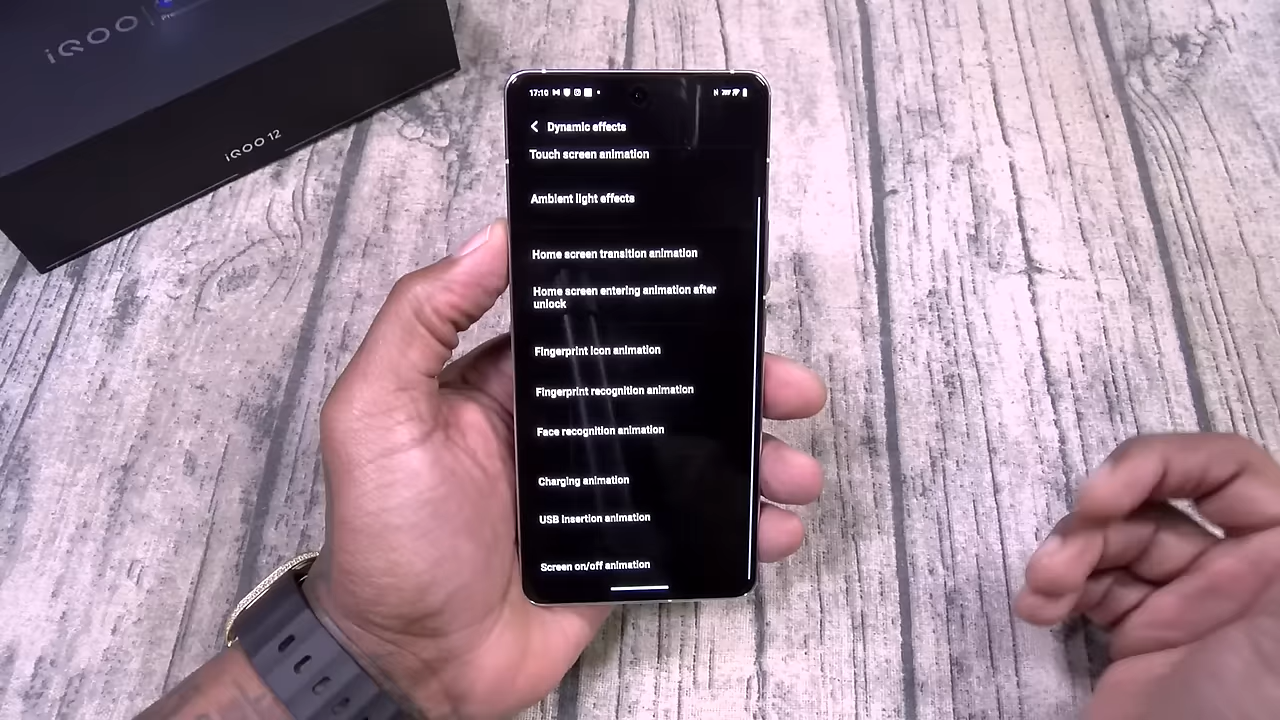 iQOO
iQOO 12
17:10
Dynamic effects
Touch screen animation
Ambient light effects
Home screen transition animation
Home screen entering animation after
unlock
Fingerprint icon animation
Fingerprint recognition animation
Face recognition animation
Charging animation
USB insertion animation
Screen on/off animation